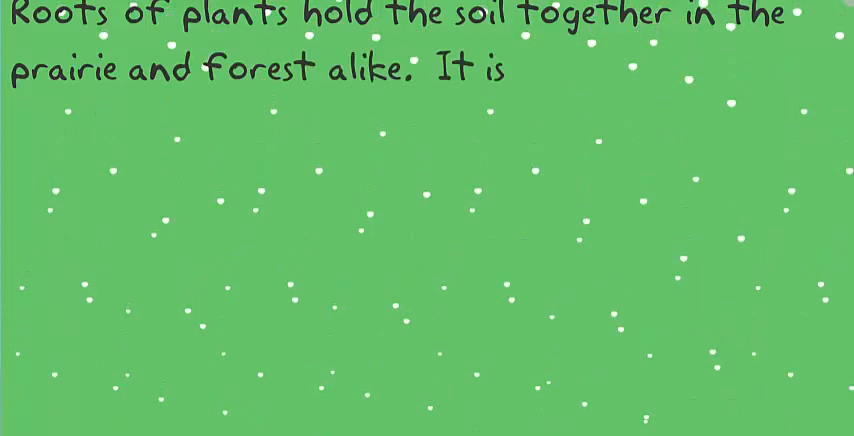 Roots of plants hold the soil together in the
prairie and forest alike. It is